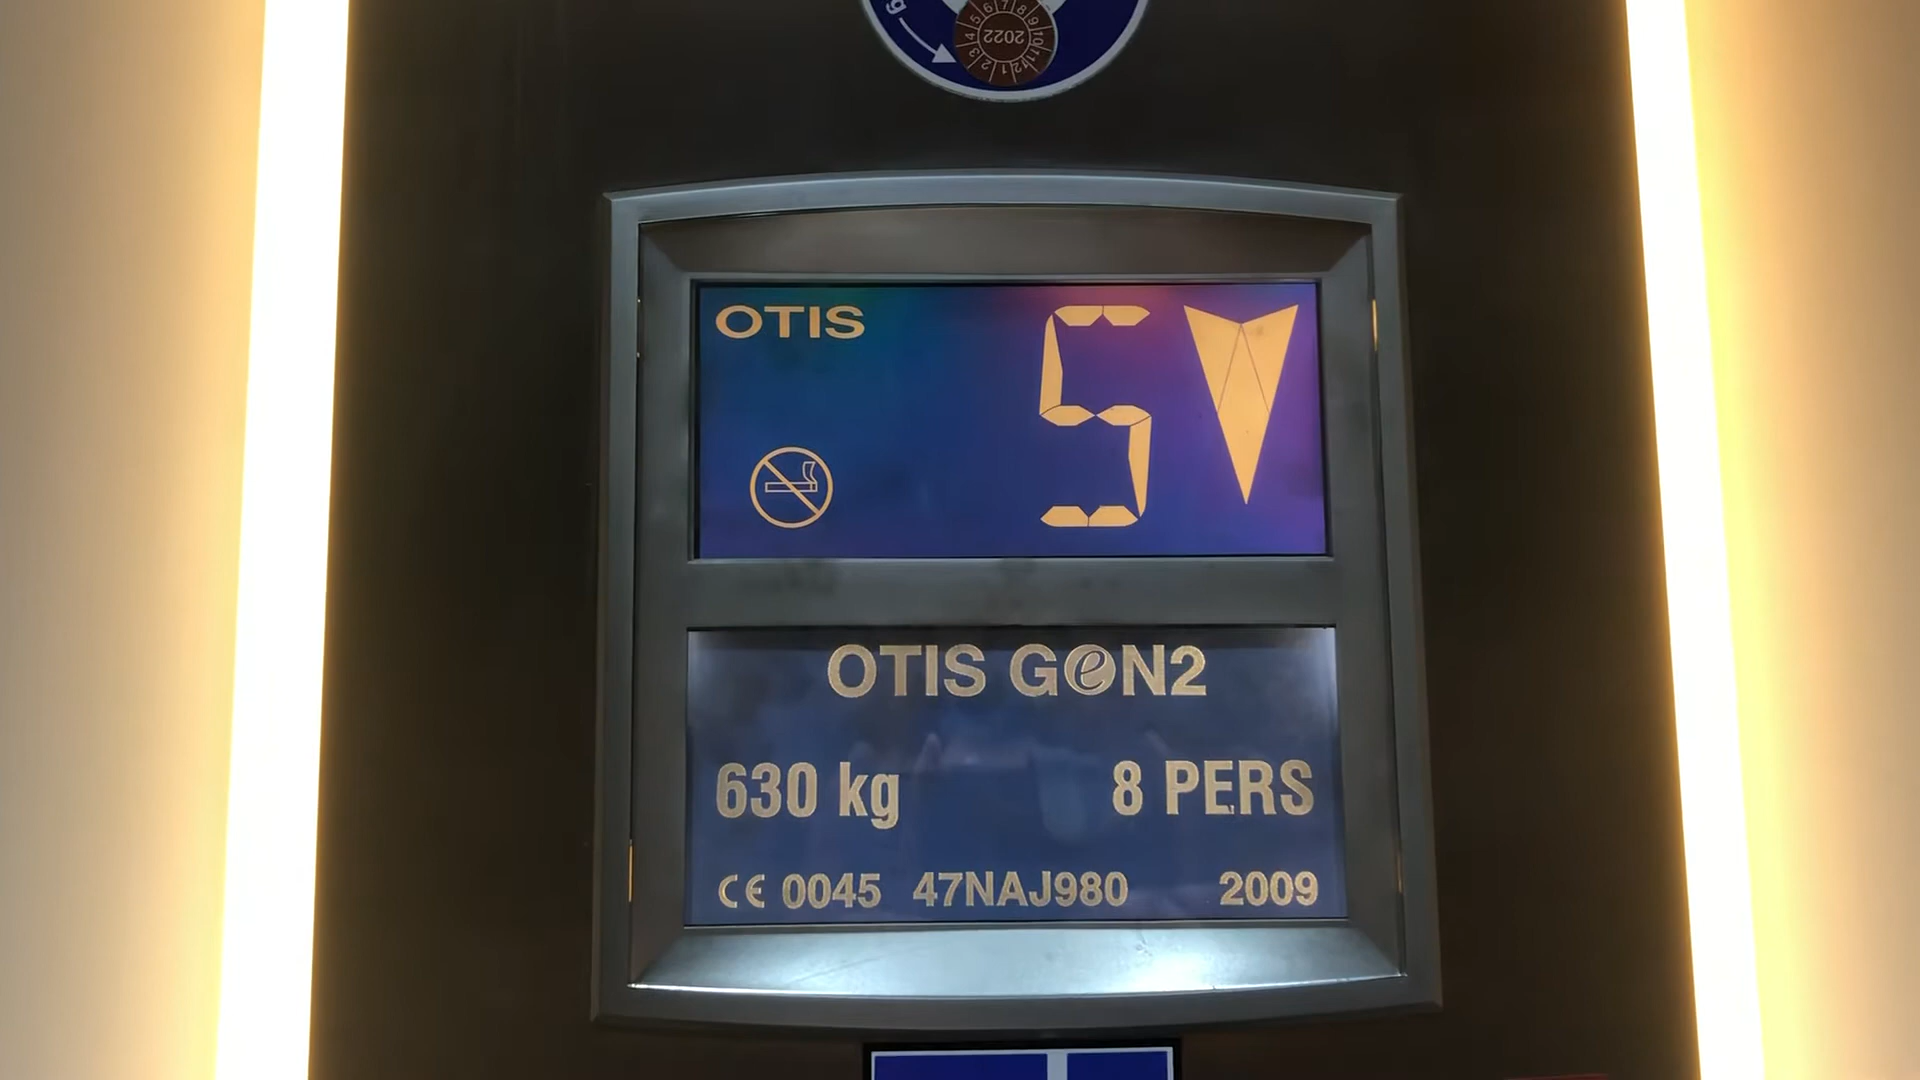 2022
OTIS
5
OTIS GeN2
630 kg 8 PERS
CE 0045 47NAJ980 2009